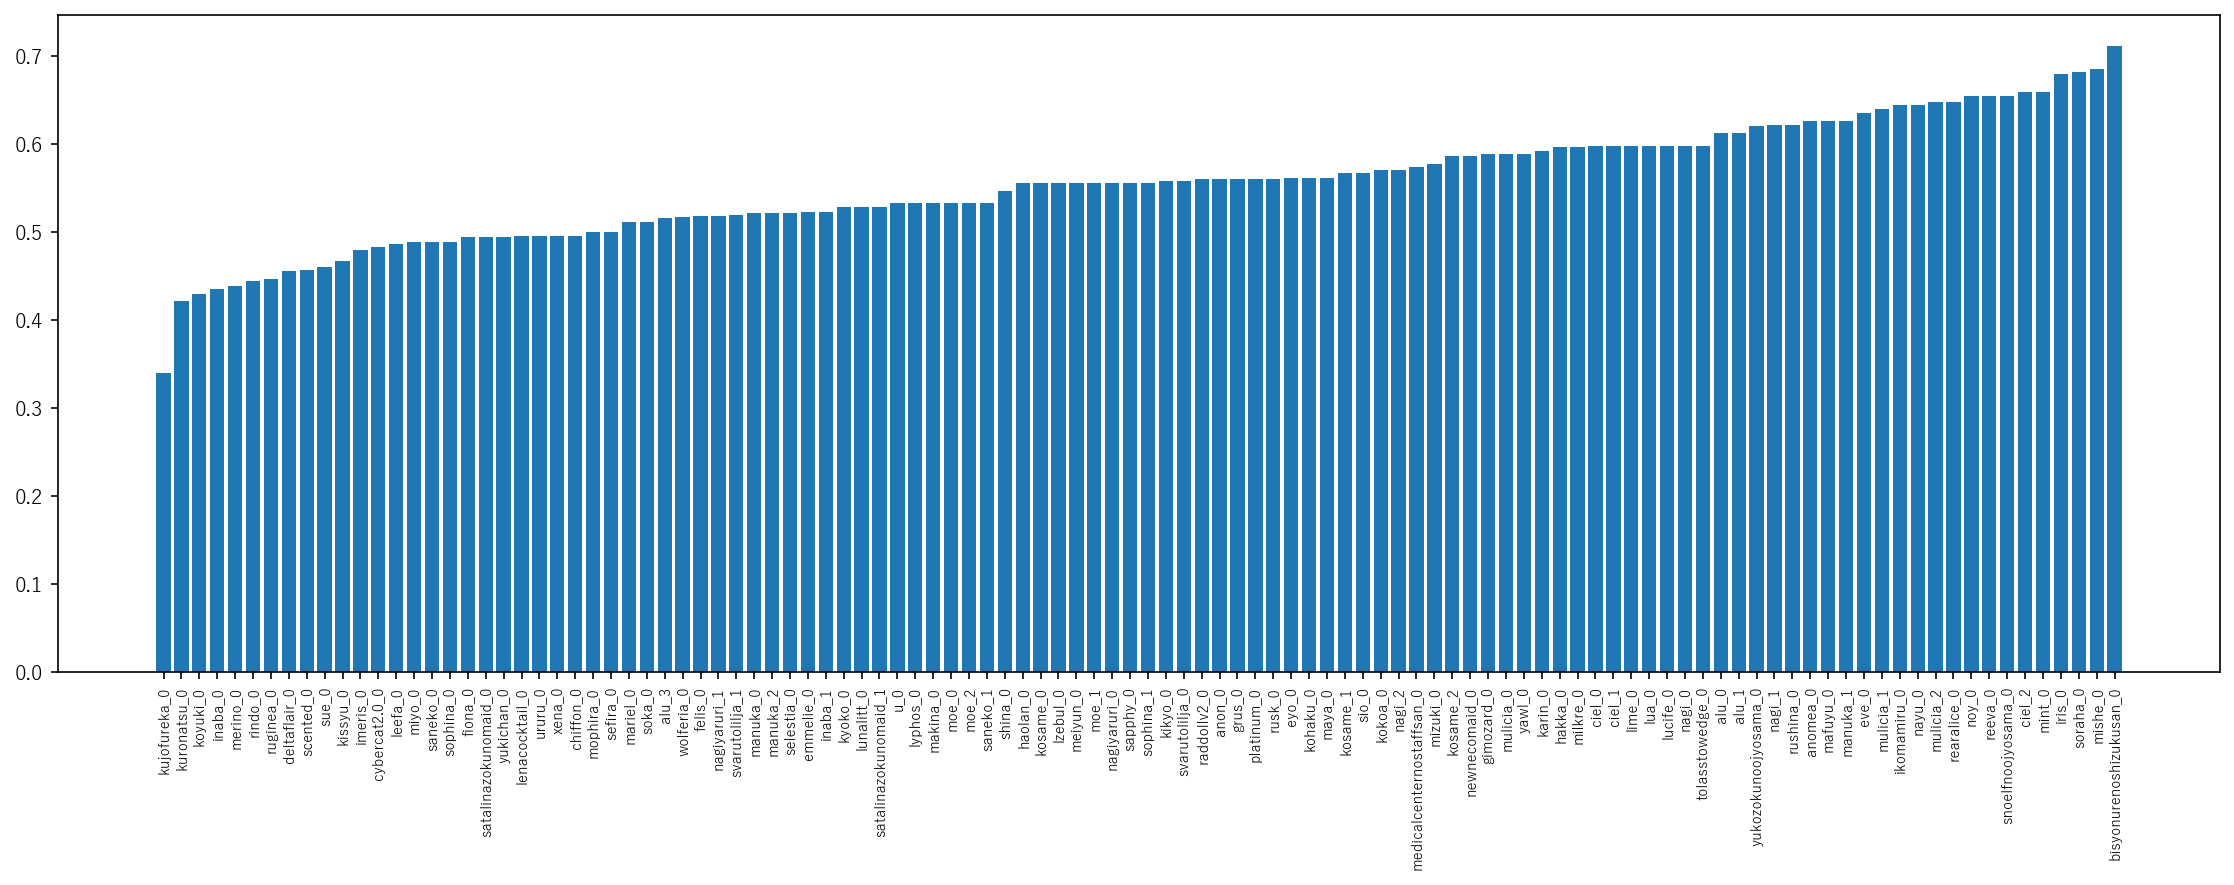 0.7
0.6
0.5
0.4
0.3
0.2
0.1
0.0
kujofureka_0
kuronatsu_0
koyuki_0
inaba_0
merino_0
rindo_0
ruginea_0
deltaflair_0
scented_0
sue_0
kissyu_0
imeris_0
cybercat2.0_0
leefa_0
miyo_0
saneko_0
sophina_0
fiona_0
satalinazokunomaid_0
yukichan_0
lenacocktail_0
ururu_0
xena_0
chiffon_0
mophira_0
sefira_0
mariel_0
soka_0
alu_3
wolferia_0
felis_0
nagiyaruri_1
svarutolilja_1
manuka_0
manuka_2
selestia_0
emmelie_0
inaba_1
kyoko_0
lunalitt_0
satalinazokunomaid_1
u_0
lyphos_0
makina_0
moe_0
moe_2
saneko_1
shina_0
haolan_0
kosame_0
lzebul_0
meiyun_0
moe_1
nagiyaruri_0
sapphy_0
sophina_1
kikyo_0
svarutolilja_0
raddollv2_0
anon_0
grus_0
platinum_0
rusk_0
eyo_0
kohaku_0
maya_0
kosame_1
sio_0
kokoa_0
nagi_2
medicalcenternostaffsan_0
mizuki_0
kosame_2
newnecomaid_0
gimozard_0
mulicia_0
yawl_0
karin_0
hakka_0
milkre_0
ciel_0
ciel_1
lime_0
lua_0
lucife_0
nagi_0
tolasstowedge_0
alu_0
alu_1
yukozokunoojyosama_0
nagi_1
rushina_0
anomea_0
mafuyu_0
manuka_1
eve_0
mulicia_1
ikomamiru_0
nayu_0
mulicia_2
rearalice_0
noy_0
reeva_0
snoelfnoojyosama_0
ciel_2
mint_0
iris_0
soraha_0
mishe_0
bisyonurenoshizukusan_0